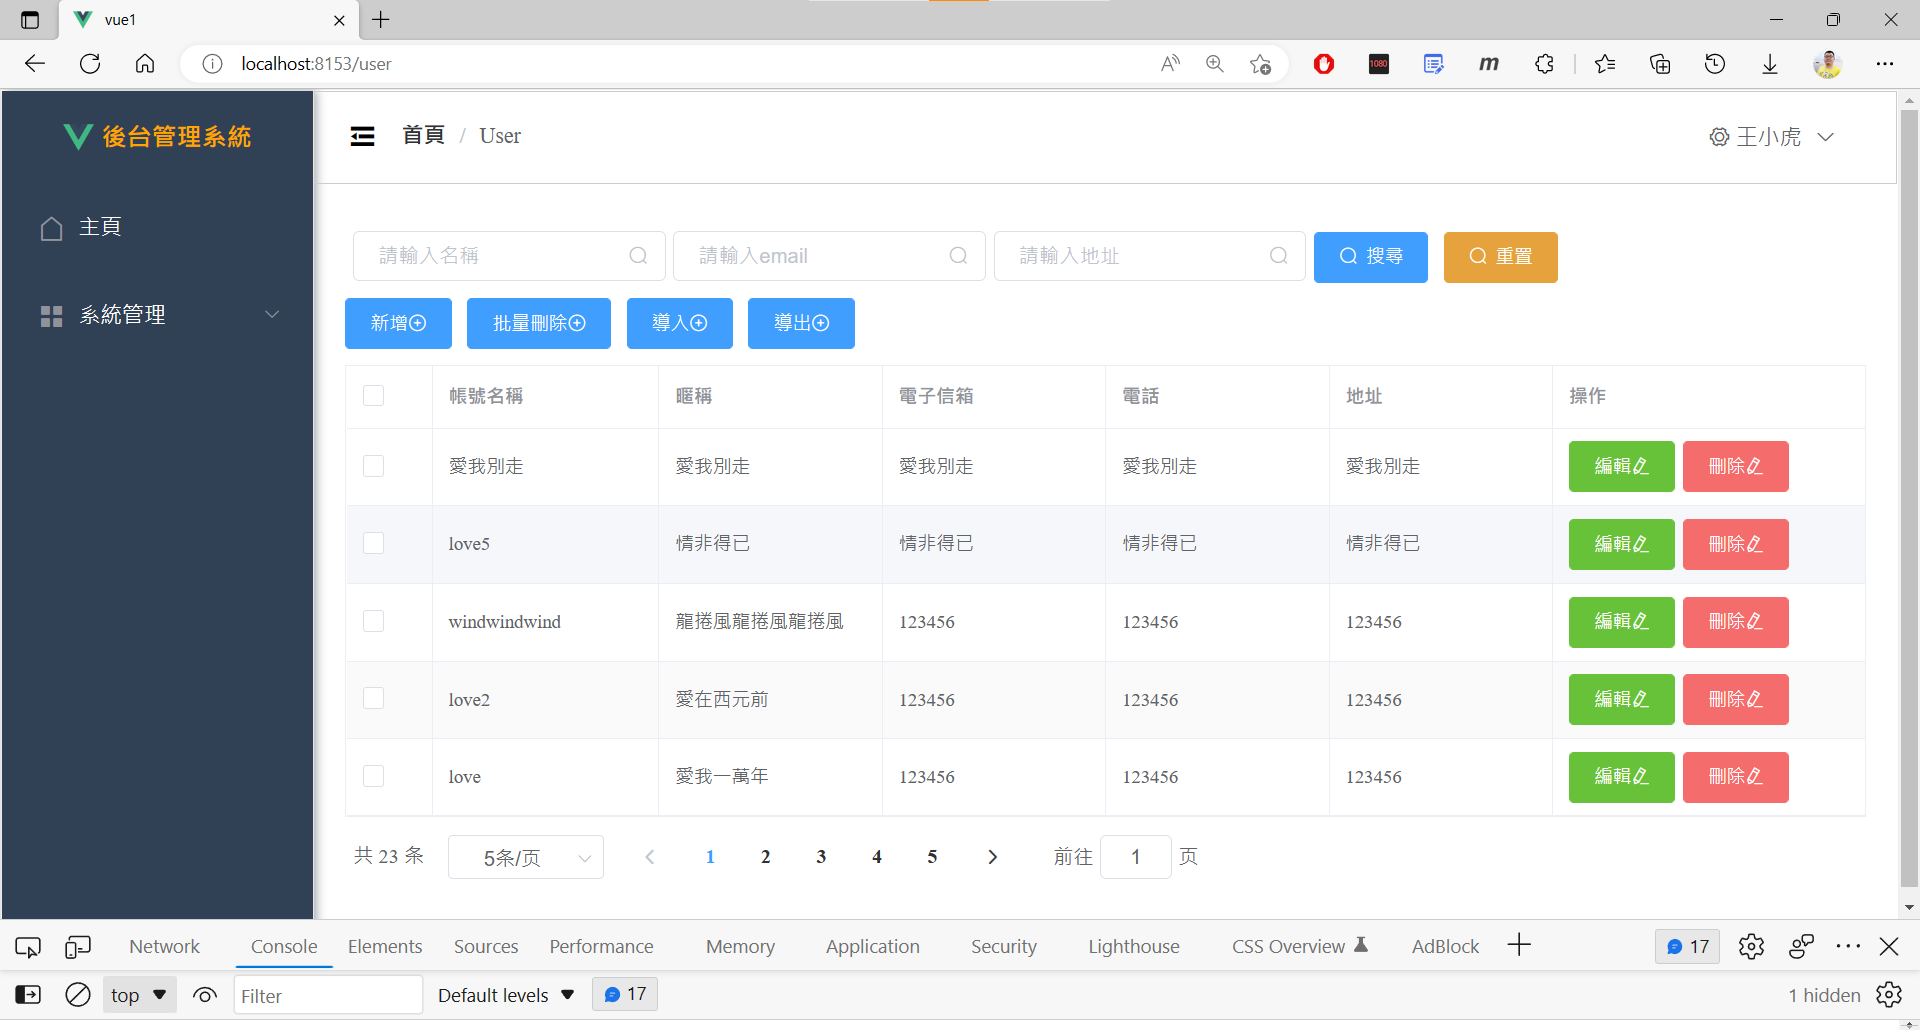 vue1
localhost:8153/user
1080
m
後台管理系統
首頁 / User
王小虎
主頁
系統管理
請輸入名稱 請輸入email 請輸入地址 搜尋 重置
新增 批量刪除 導入 導出
帳號名稱 暱稱 電子信箱 電話 地址 操作
愛我別走 愛我別走 愛我別走 愛我別走 愛我別走 編輯 刪除
love5 情非得已 情非得已 情非得已 情非得已 編輯 刪除
windwindwind 龍捲風龍捲風龍捲風 123456 123456 123456 編輯 刪除
love2 愛在西元前 123456 123456 123456 編輯 刪除
love 愛我一萬年 123456 123456 123456 編輯 刪除
共 23 条 5条/页 1 2 3 4 5 前往 1 页
Network Console Elements Sources Performance Memory Application Security Lighthouse CSS Overview AdBlock 17
top Filter Default levels 17 1 hidden